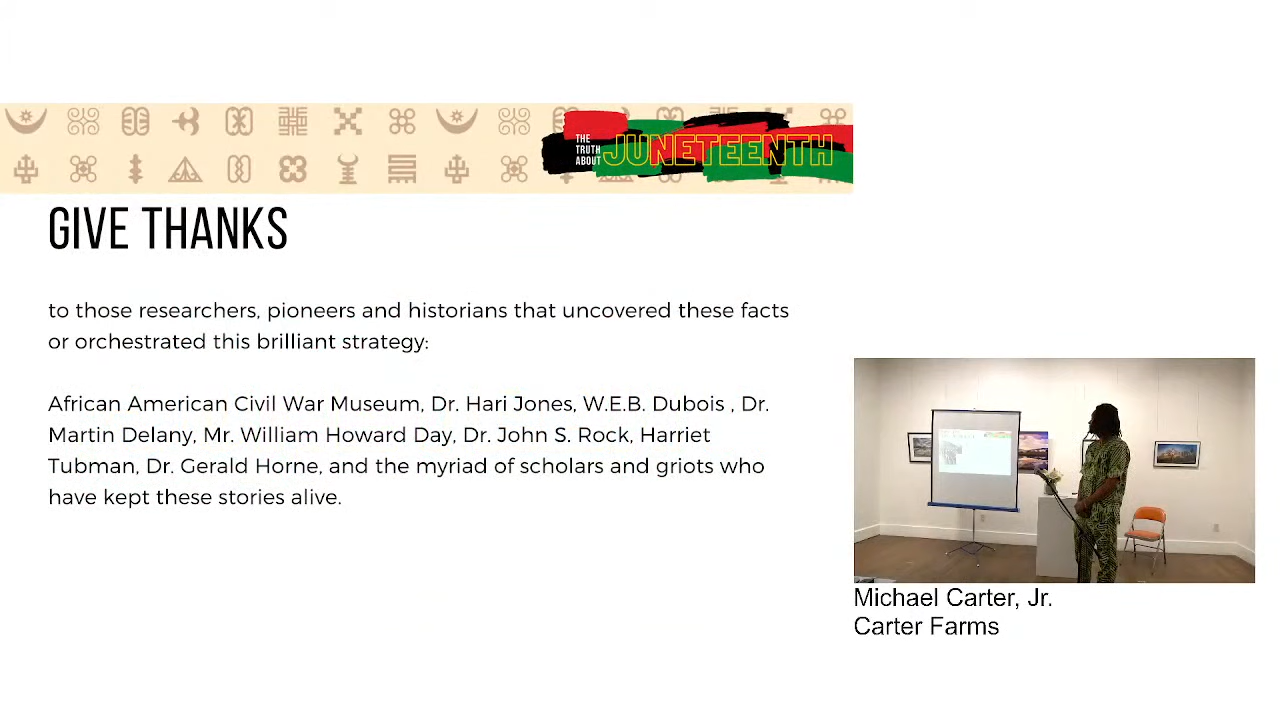 THE
TRUTH
ABOUT
JUNETEENTH
GIVE THANKS
to those researchers, pioneers and historians that uncovered these facts
or orchestrated this brilliant strategy:
African American Civil War Museum, Dr. Hari Jones, W.E.B. Dubois , Dr.
Martin Delany, Mr. William Howard Day, Dr. John S. Rock, Harriet
Tubman, Dr. Gerald Horne, and the myriad of scholars and griots who
have kept these stories alive.
Michael Carter, Jr.
Carter Farms